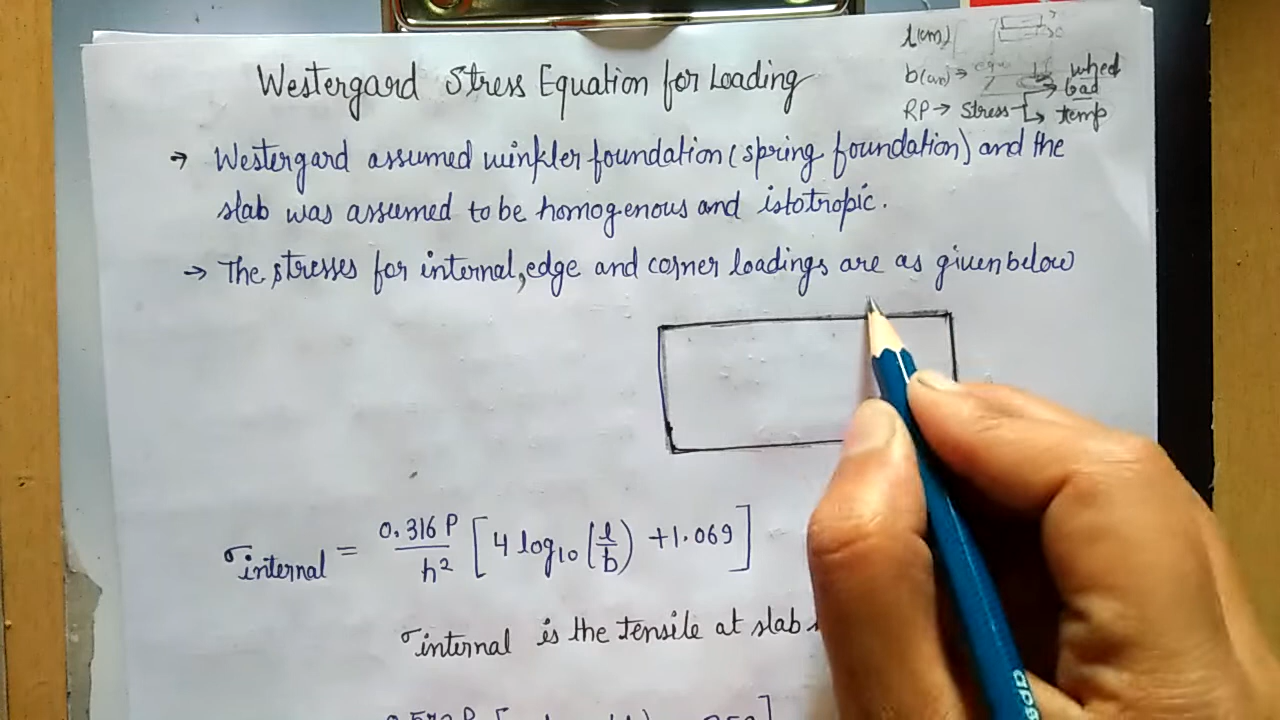 l(cm)
b(cm) → equ
RP → Stress → wheel load
→ temp
Westergard Stress Equation for Loading
→ Westergard assumed winkler foundation (spring foundation) and the
slab was assumed to be homogenous and istotropic.
→ The stresses for internal, edge and corner loadings are as given below
σinternal = 0.316 P / h² [4 log10 (l/b) + 1.069]
σinternal is the tensile at slab